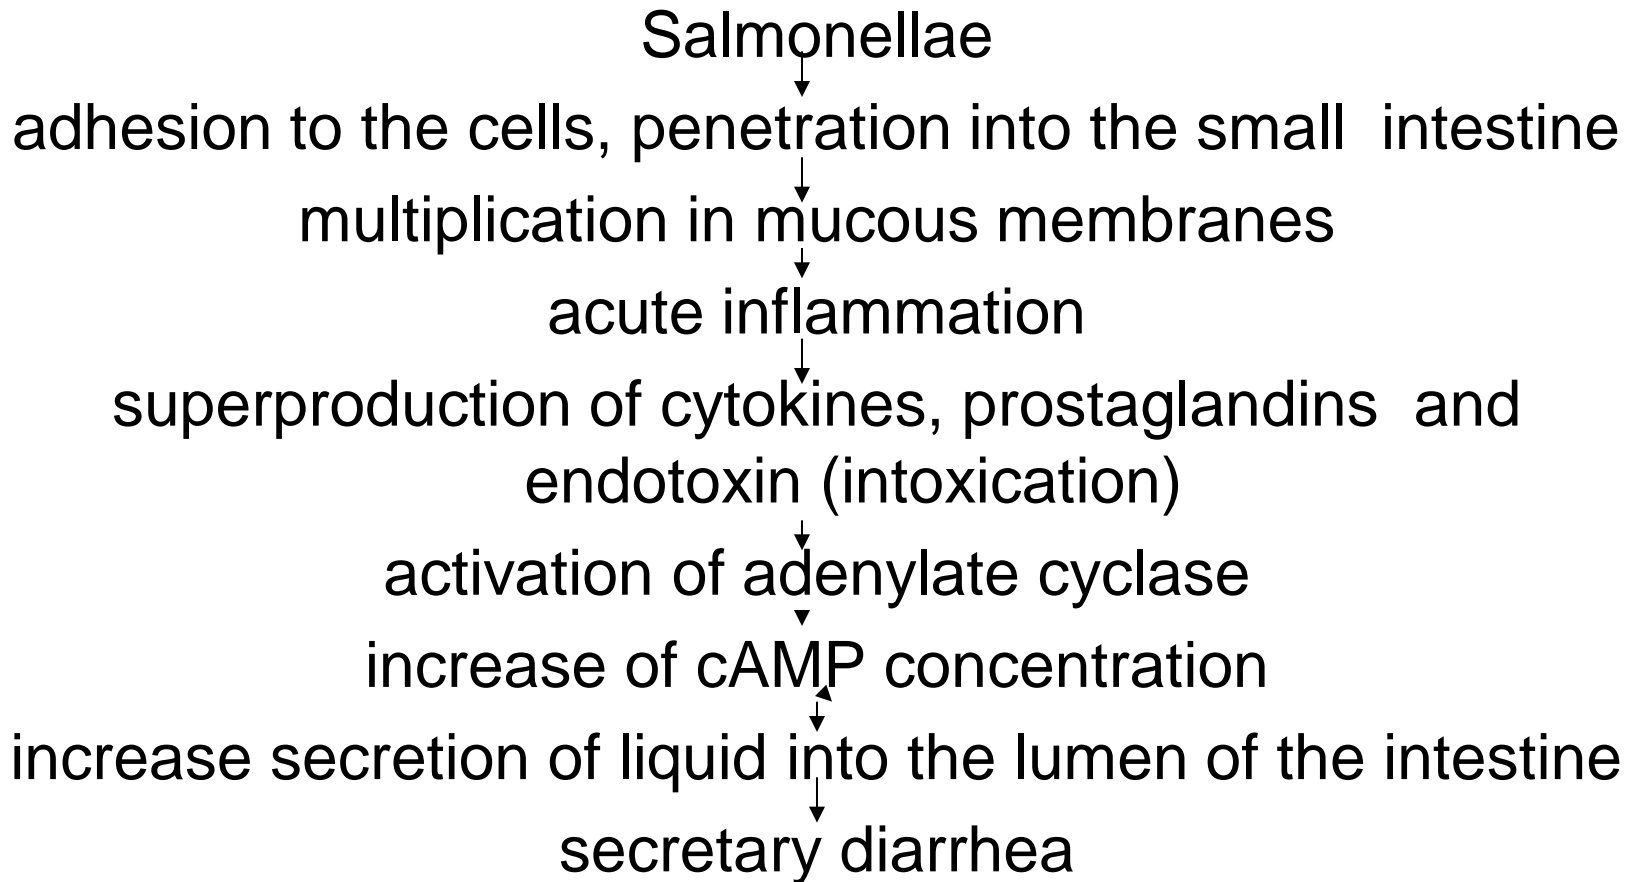 Salmonellae
adhesion to the cells, penetration into the small intestine
multiplication in mucous membranes
acute inflammation
superproduction of cytokines, prostaglandins and
endotoxin (intoxication)
activation of adenylate cyclase
increase of cAMP concentration
increase secretion of liquid into the lumen of the intestine
secretary diarrhea